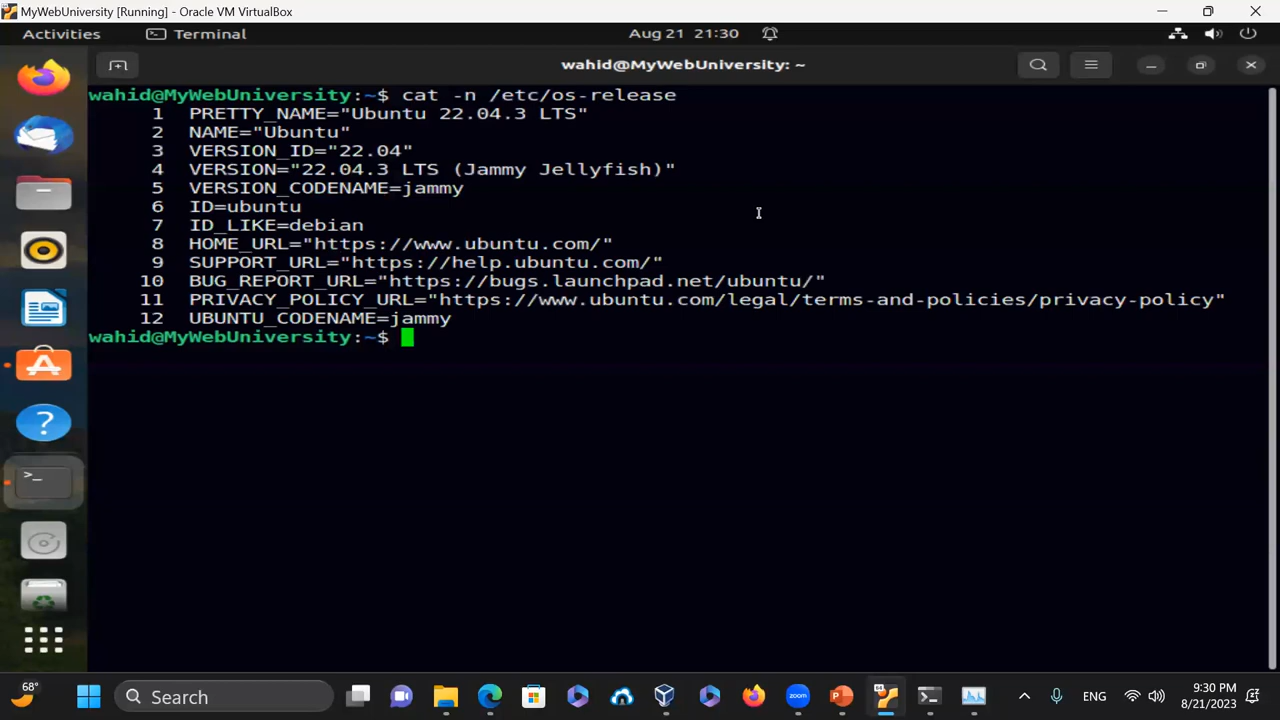 MyWebUniversity [Running] - Oracle VM VirtualBox
Activities Terminal Aug 21 21:30
wahid@MyWebUniversity: ~
wahid@MyWebUniversity:~$ cat -n /etc/os-release
1 PRETTY_NAME="Ubuntu 22.04.3 LTS"
2 NAME="Ubuntu"
3 VERSION_ID="22.04"
4 VERSION="22.04.3 LTS (Jammy Jellyfish)"
5 VERSION_CODENAME=jammy
6 ID=ubuntu
7 ID_LIKE=debian
8 HOME_URL="https://www.ubuntu.com/"
9 SUPPORT_URL="https://help.ubuntu.com/"
10 BUG_REPORT_URL="https://bugs.launchpad.net/ubuntu/"
11 PRIVACY_POLICY_URL="https://www.ubuntu.com/legal/terms-and-policies/privacy-policy"
12 UBUNTU_CODENAME=jammy
wahid@MyWebUniversity:~$
68°
Search
ENG
9:30 PM
8/21/2023